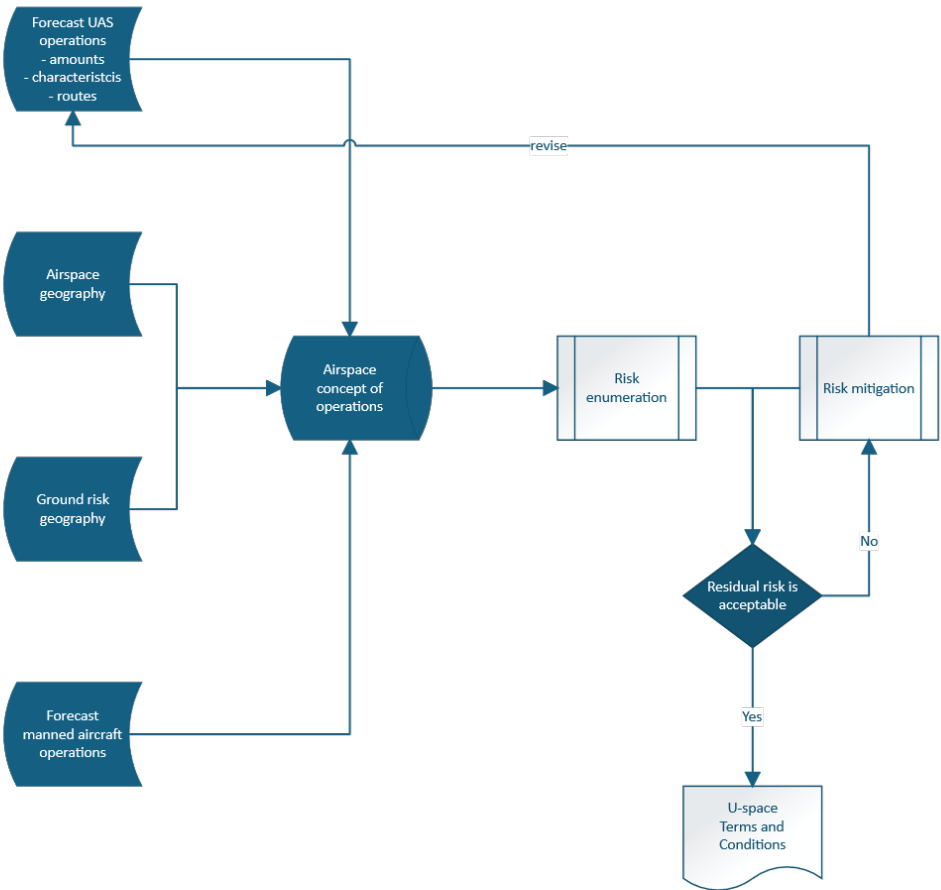 Forecast UAS
operations
- amounts
- characteristcis
- routes
revise
Airspace
geography
Airspace
concept of
operations
Risk
enumeration
Risk mitigation
Ground risk
geography
No
Residual risk is
acceptable
Forecast
manned aircraft
operations
Yes
U-space
Terms and
Conditions